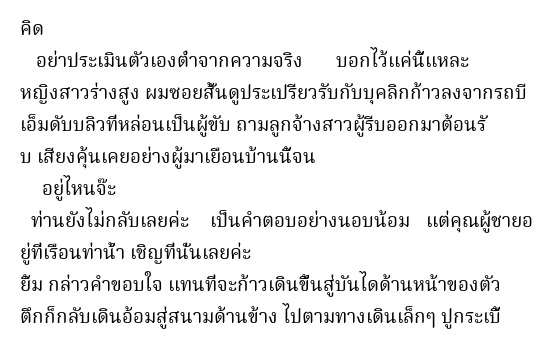 คิด
อย่าประเมินตัวเองต่ำจากความจริง บอกไว้แค่นี้แหละ
หญิงสาวร่างสูง ผมซอยสั้นดูประเปรียวรับกับบุคลิกก้าวลงจากรถบี
เอ็มดับบลิวที่หล่อนเป็นผู้ขับ ถามลูกจ้างสาวผู้รีบออกมาต้อนรั
บ เสียงคุ้นเคยอย่างผู้มาเยือนบ้านนี้จน
อยู่ไหนจ๊ะ
ท่านยังไม่กลับเลยค่ะ เป็นคำตอบอย่างนอบน้อม แต่คุณผู้ชายอ
ยู่ที่เรือนท่าน้ำ เชิญที่นั่นเลยค่ะ
ยิ้ม กล่าวคำขอบใจ แทนที่จะก้าวเดินขึ้นสู่บันไดด้านหน้าของตัว
ตึกก็กลับเดินอ้อมสู่สนามด้านข้าง ไปตามทางเดินเล็กๆ ปูกระเบื้